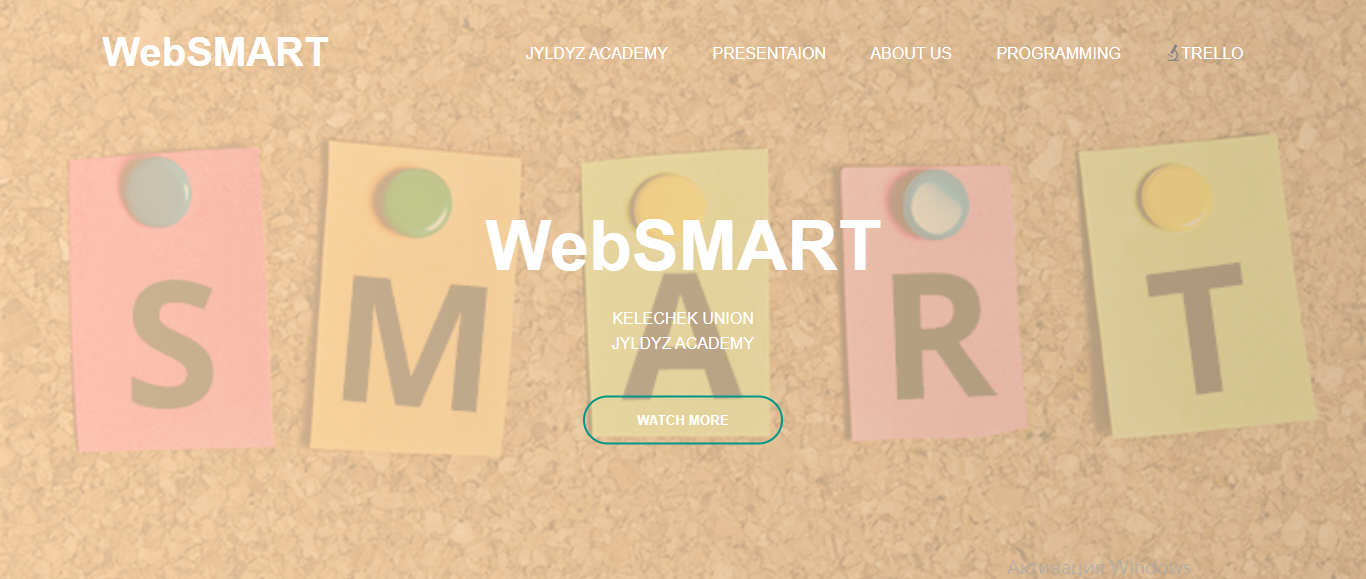 WebSMART
JYLDYZ ACADEMY PRESENTAION ABOUT US PROGRAMMING TRELLO
S M A R T
WebSMART
KELECHEK UNION
JYLDYZ ACADEMY
WATCH MORE
Активация Windows